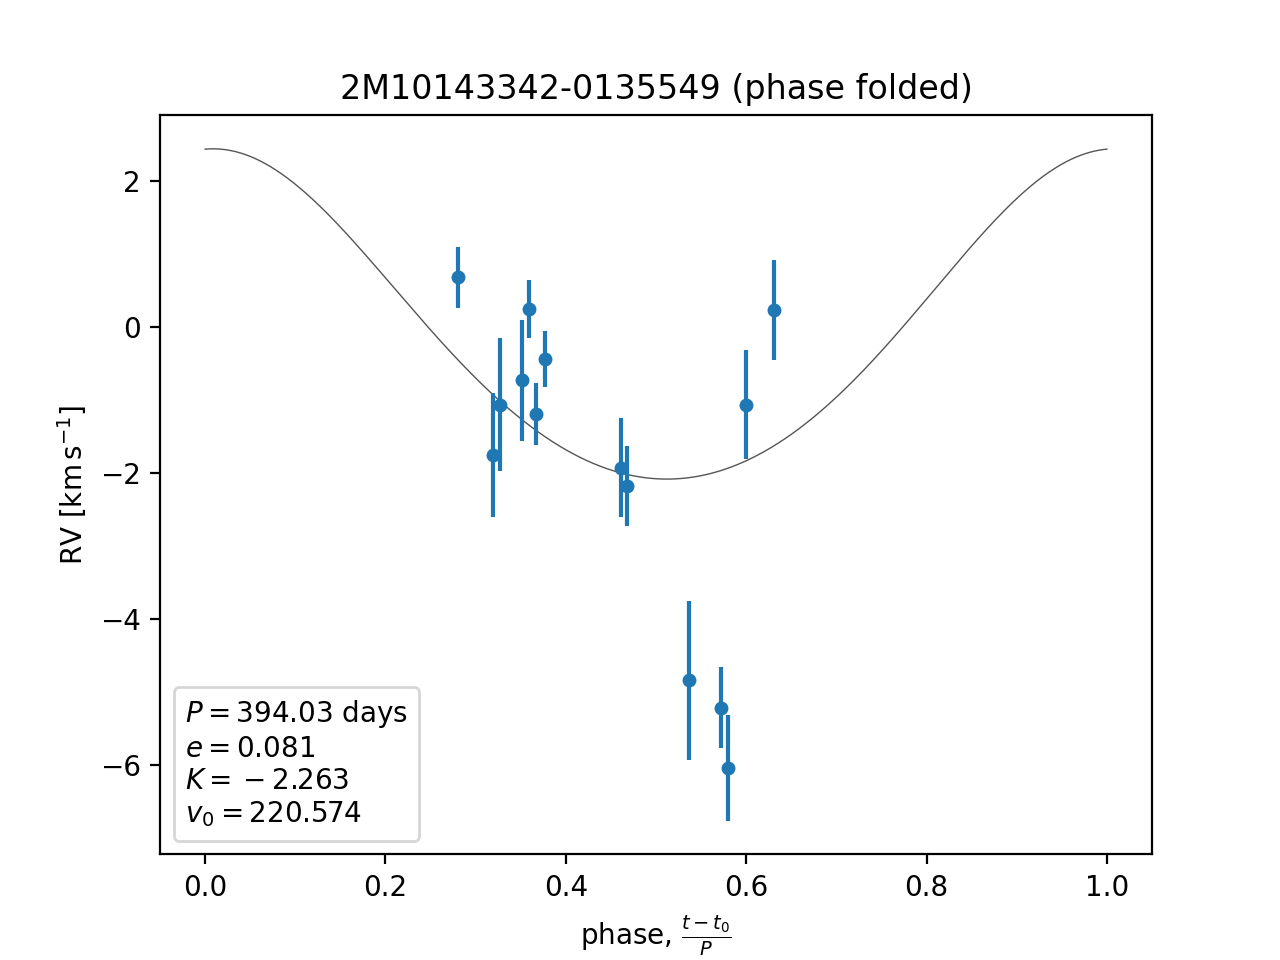 2M10143342-0135549 (phase folded)
RV [km s⁻¹]
2
0
−2
−4
−6
P = 394.03 days
e = 0.081
K = −2.263
v₀ = 220.574
0.0 0.2 0.4 0.6 0.8 1.0
phase, (t − t₀)/P